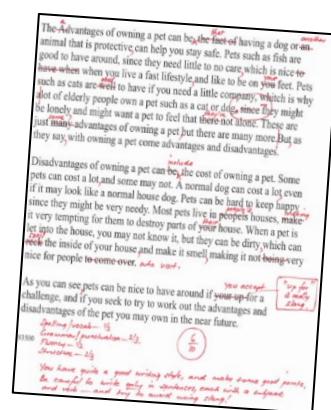 The Advantages of owning a pet can be, the fact of having a dog or an another
animal that is protective, can help you stay safe. Pets such as fish are
good to have around, since they need little to no care, which is nice to
have when when you live a fast lifestyle, and like to be on you feet. Pets
such as cats are well to have if you need a little company, which is why
alot of elderly people own a pet such as a cat or dog, since they might
be lonely and might want a pet to feel that there not alone. These are
just many advantages of owning a pet, but there are many more. But as
they say, with owning a pet come advantages and disadvantages.
Disadvantages of owning a pet can be, include the cost of owning a pet. Some
pets can cost a lot, and some may not. A normal dog can cost a lot, even
if it may look like a normal house dog. Pets can be hard to keep happy
since they might be very needy. Most pets live in people's houses, making
it very tempting for them to destroy parts of your house. When a pet is
let into the house, you may not know it, but they can be dirty, which can
reck the inside of your house, and make it smell, making it not being very
nice for people to come over. who visit.
As you can see, pets can be nice to have around if your up for a you accept "up for" is only slang
challenge, and if you seek to try to work out the advantages and
disadvantages of the pet you may own in the near future.
Spelling/vocab
Grammar/punctuation
Fluency
Structure
You have quite a good writing style, and make some good points.
Be careful to write only in sentences, each with a subject
and verb — and try to avoid using slang!